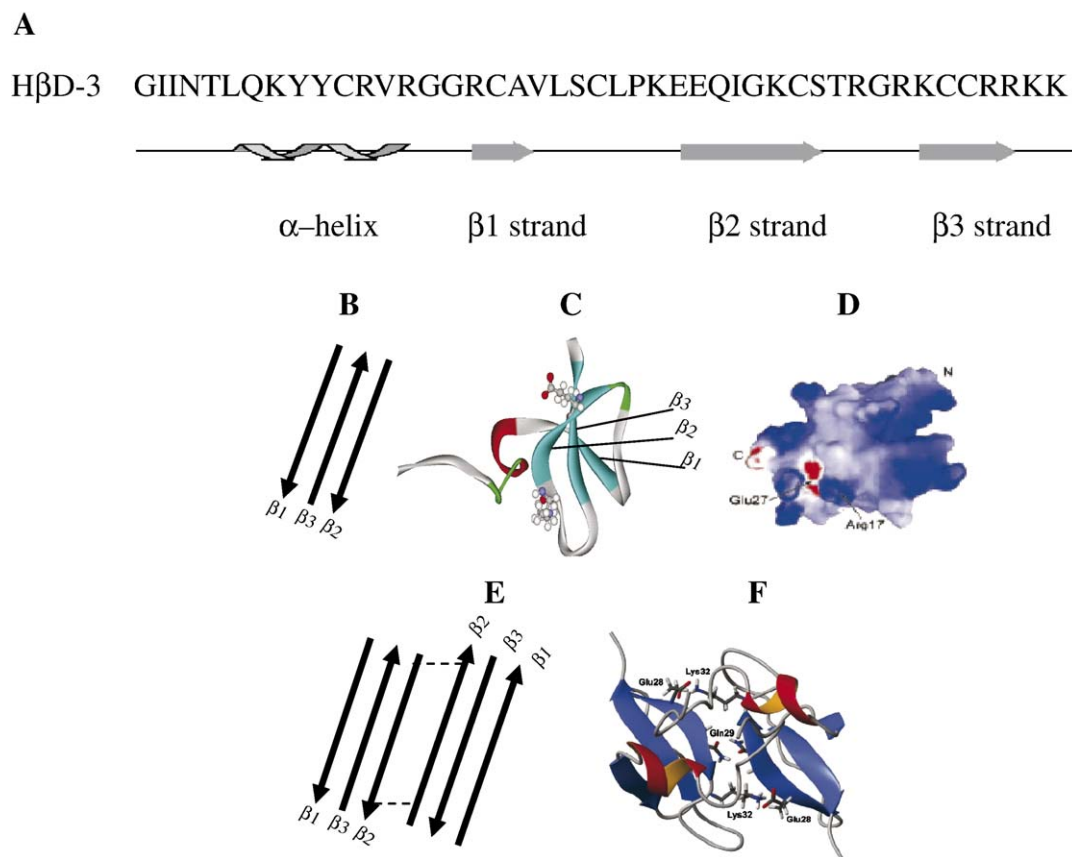 A
HβD-3 GIINTLQKYYCRVRGGRCAVLSCLPKEEQIGKCSTRGRKCCRRKK
α–helix β1 strand β2 strand β3 strand
B C D
β1 β3 β2
β3
β2
β1
N
C
Glu27
Arg17
E F
β2 β3 β1
β1 β3 β2
Glu28
Lys32
Gln29
Lys32
Glu28